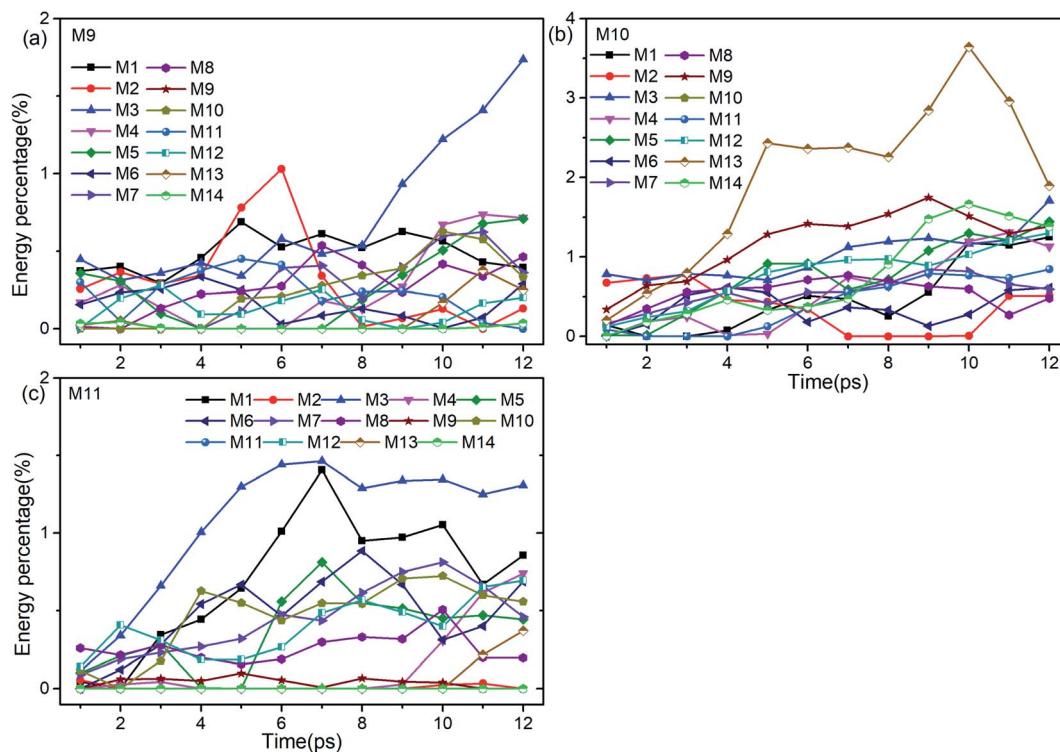 (a)
M9
M1 M8
M2 M9
M3 M10
M4 M11
M5 M12
M6 M13
M7 M14
Energy percentage(%)
0
1
2
2 4 6 8 10 12
(b)
M10
M1 M8
M2 M9
M3 M10
M4 M11
M5 M12
M6 M13
M7 M14
Energy percentage(%)
0
1
2
3
4
2 4 6 8 10 12
Time(ps)
(c)
M11
M1 M2 M3 M4 M5
M6 M7 M8 M9 M10
M11 M12 M13 M14
Energy percentage(%)
0
1
2
2 4 6 8 10 12
Time(ps)